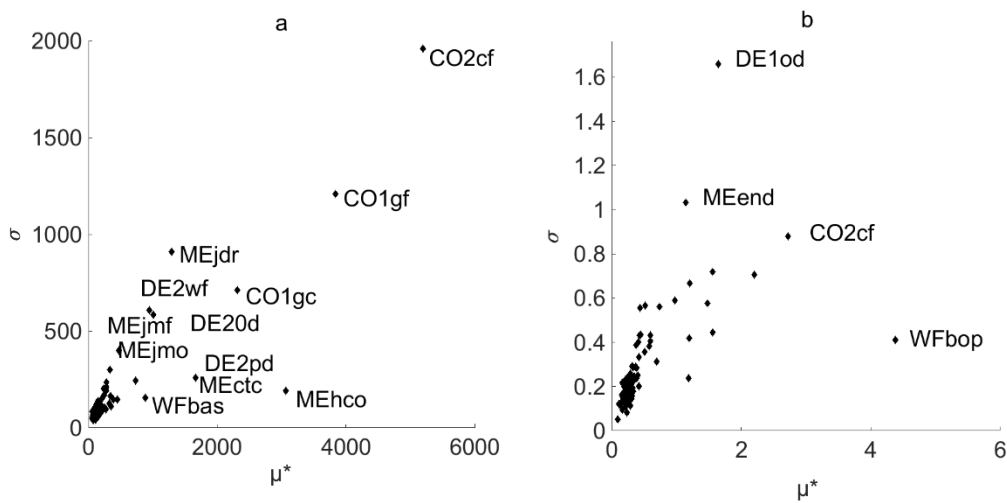 a
2000
1500
1000
500
0
σ
CO2cf
CO1gf
MEjdr
DE2wf
CO1gc
MEjmf
DE20d
MEjmo
DE2pd
MEctc
WFbas
MEhco
0
2000
4000
6000
μ*
b
1.6
1.4
1.2
1
0.8
0.6
0.4
0.2
0
σ
DE1od
MEend
CO2cf
WFbop
0
2
4
6
μ*